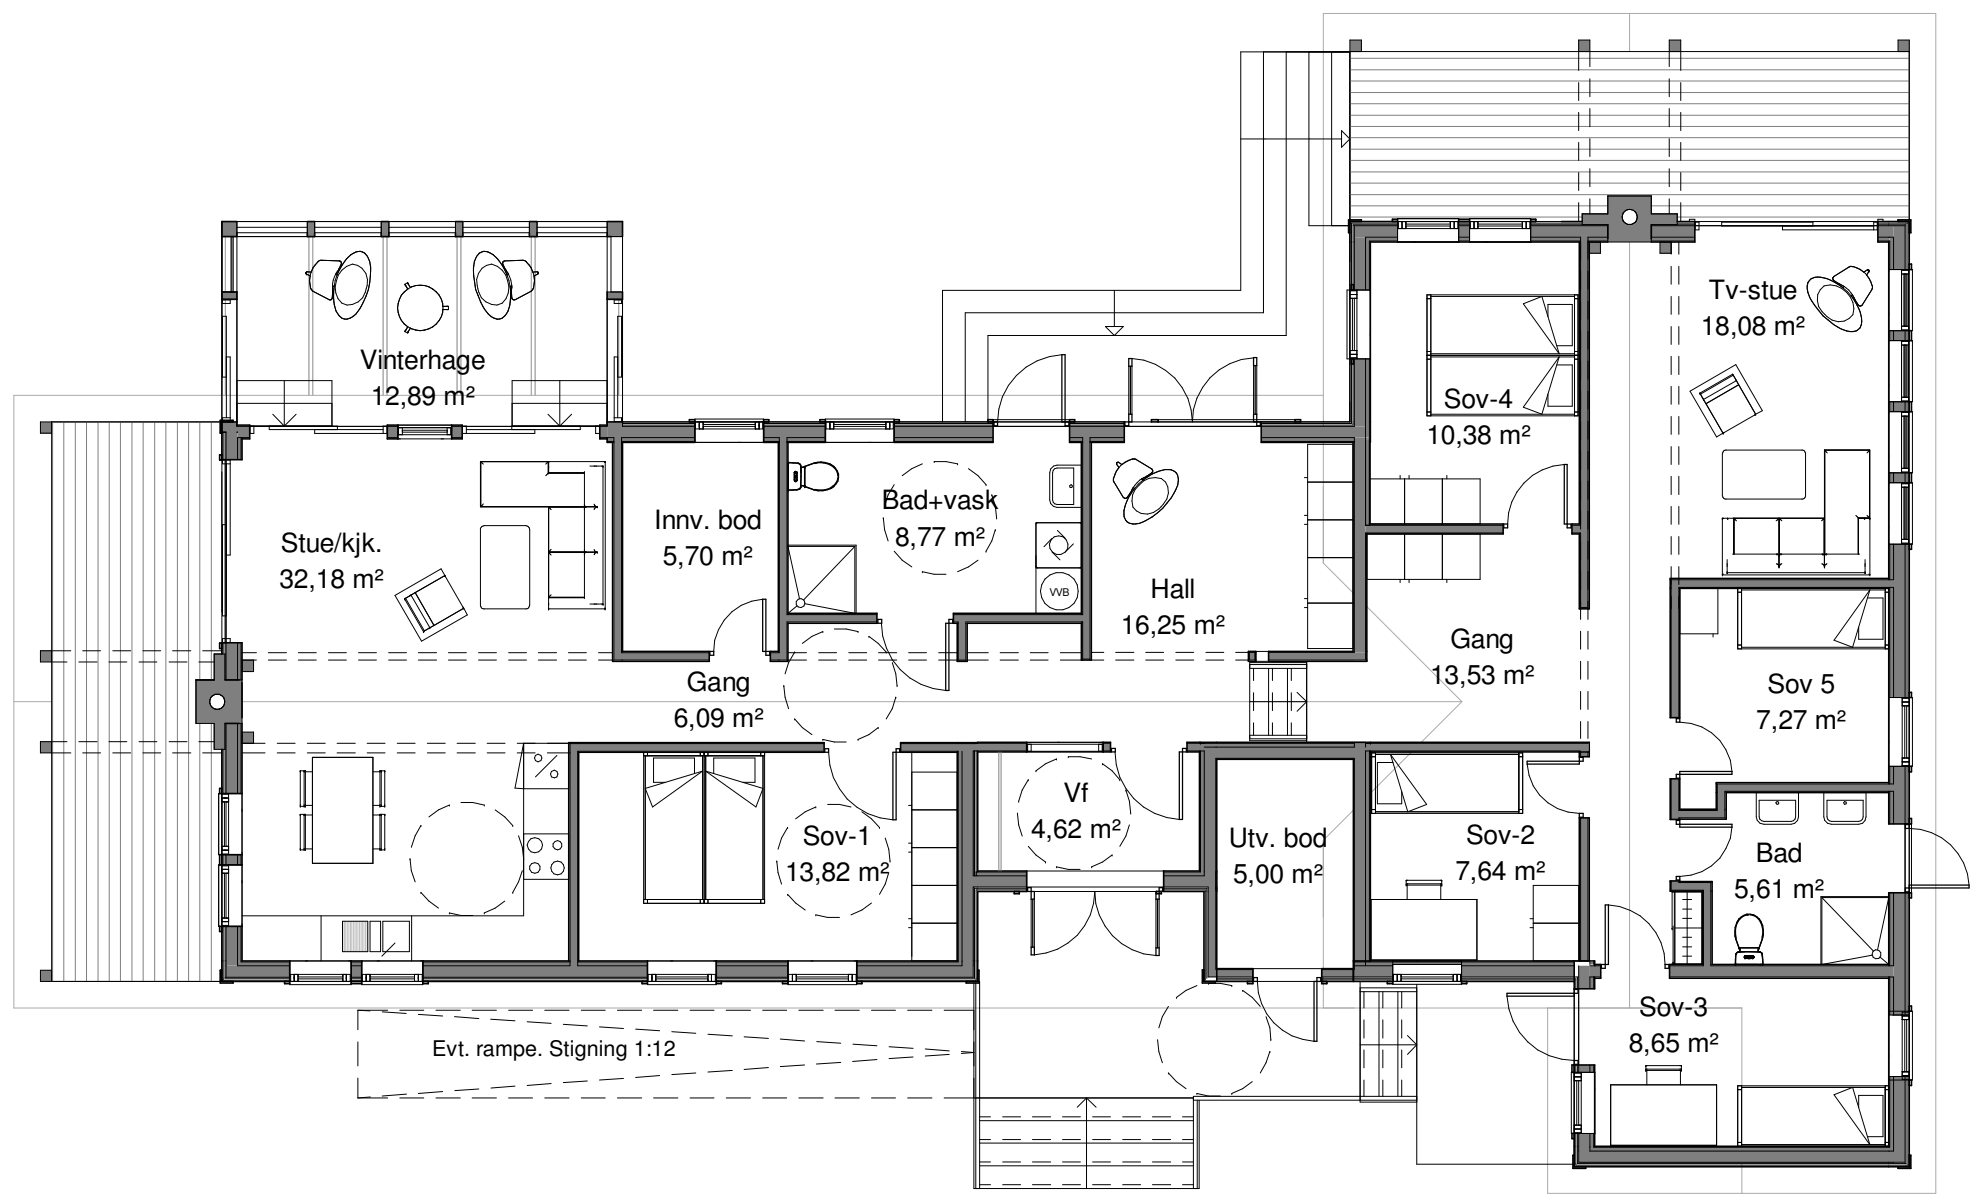 Vinterhage
12,89 m²
Stue/kjk.
32,18 m²
Innv. bod
5,70 m²
Bad+vask
8,77 m²
VVB
Hall
16,25 m²
Sov-4
10,38 m²
Tv-stue
18,08 m²
Gang
6,09 m²
Gang
13,53 m²
Sov 5
7,27 m²
Sov-1
13,82 m²
Vf
4,62 m²
Utv. bod
5,00 m²
Sov-2
7,64 m²
Bad
5,61 m²
Sov-3
8,65 m²
Evt. rampe. Stigning 1:12